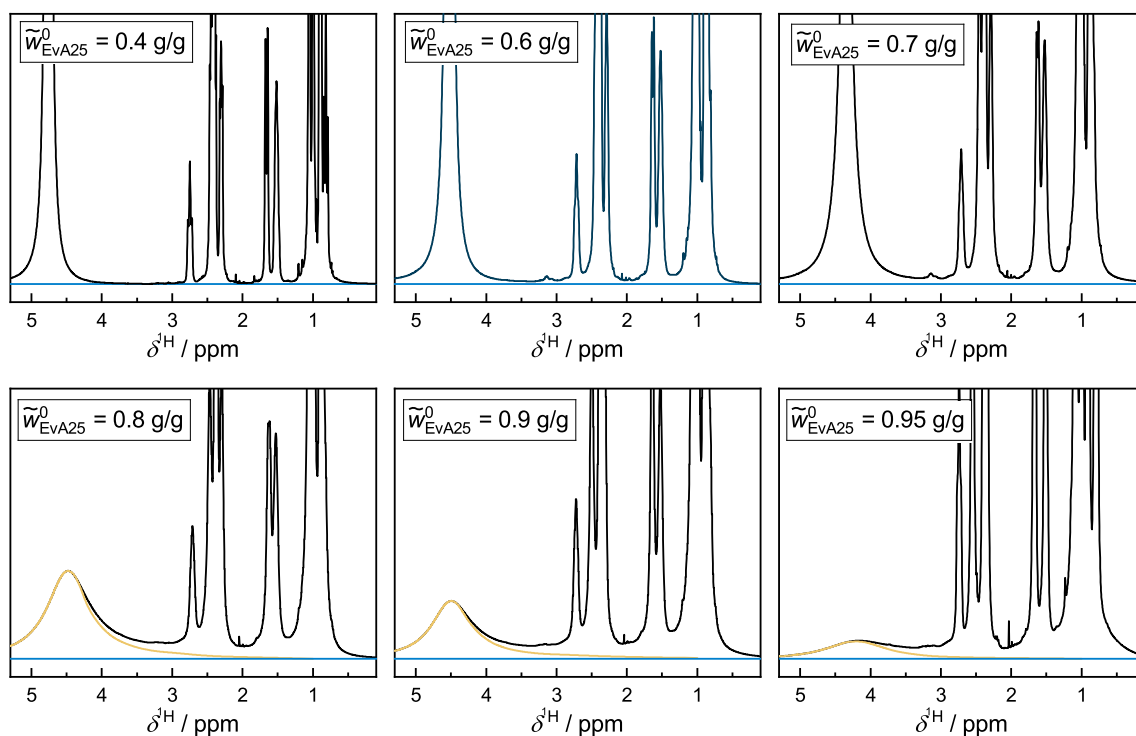 w̃⁰EvA25 = 0.4 g/g
w̃⁰EvA25 = 0.6 g/g
w̃⁰EvA25 = 0.7 g/g
5 4 3 2 1
5 4 3 2 1
5 4 3 2 1
δ¹H / ppm
δ¹H / ppm
δ¹H / ppm
w̃⁰EvA25 = 0.8 g/g
w̃⁰EvA25 = 0.9 g/g
w̃⁰EvA25 = 0.95 g/g
5 4 3 2 1
5 4 3 2 1
5 4 3 2 1
δ¹H / ppm
δ¹H / ppm
δ¹H / ppm